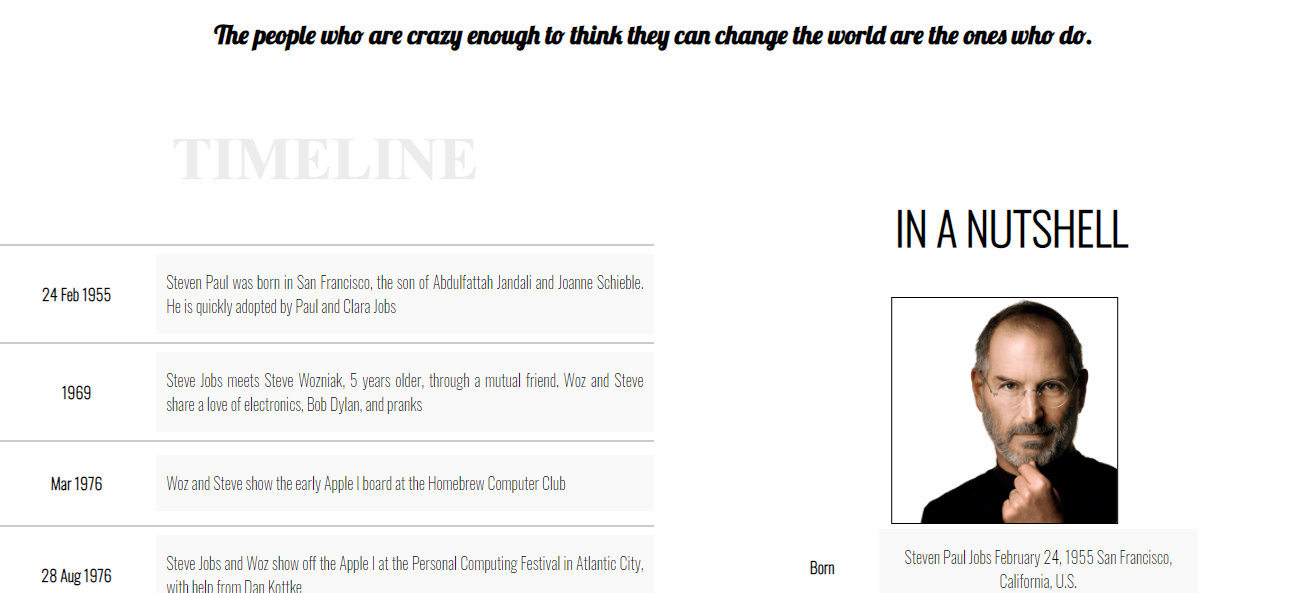 The people who are crazy enough to think they can change the world are the ones who do.
TIMELINE
24 Feb 1955
Steven Paul was born in San Francisco, the son of Abdulfattah Jandali and Joanne Schieble.
He is quickly adopted by Paul and Clara Jobs
1969
Steve Jobs meets Steve Wozniak, 5 years older, through a mutual friend. Woz and Steve
share a love of electronics, Bob Dylan, and pranks
Mar 1976
Woz and Steve show the early Apple I board at the Homebrew Computer Club
28 Aug 1976
Steve Jobs and Woz show off the Apple I at the Personal Computing Festival in Atlantic City,
with help from Dan Kottke
IN A NUTSHELL
Born
Steven Paul Jobs February 24, 1955 San Francisco,
California, U.S.